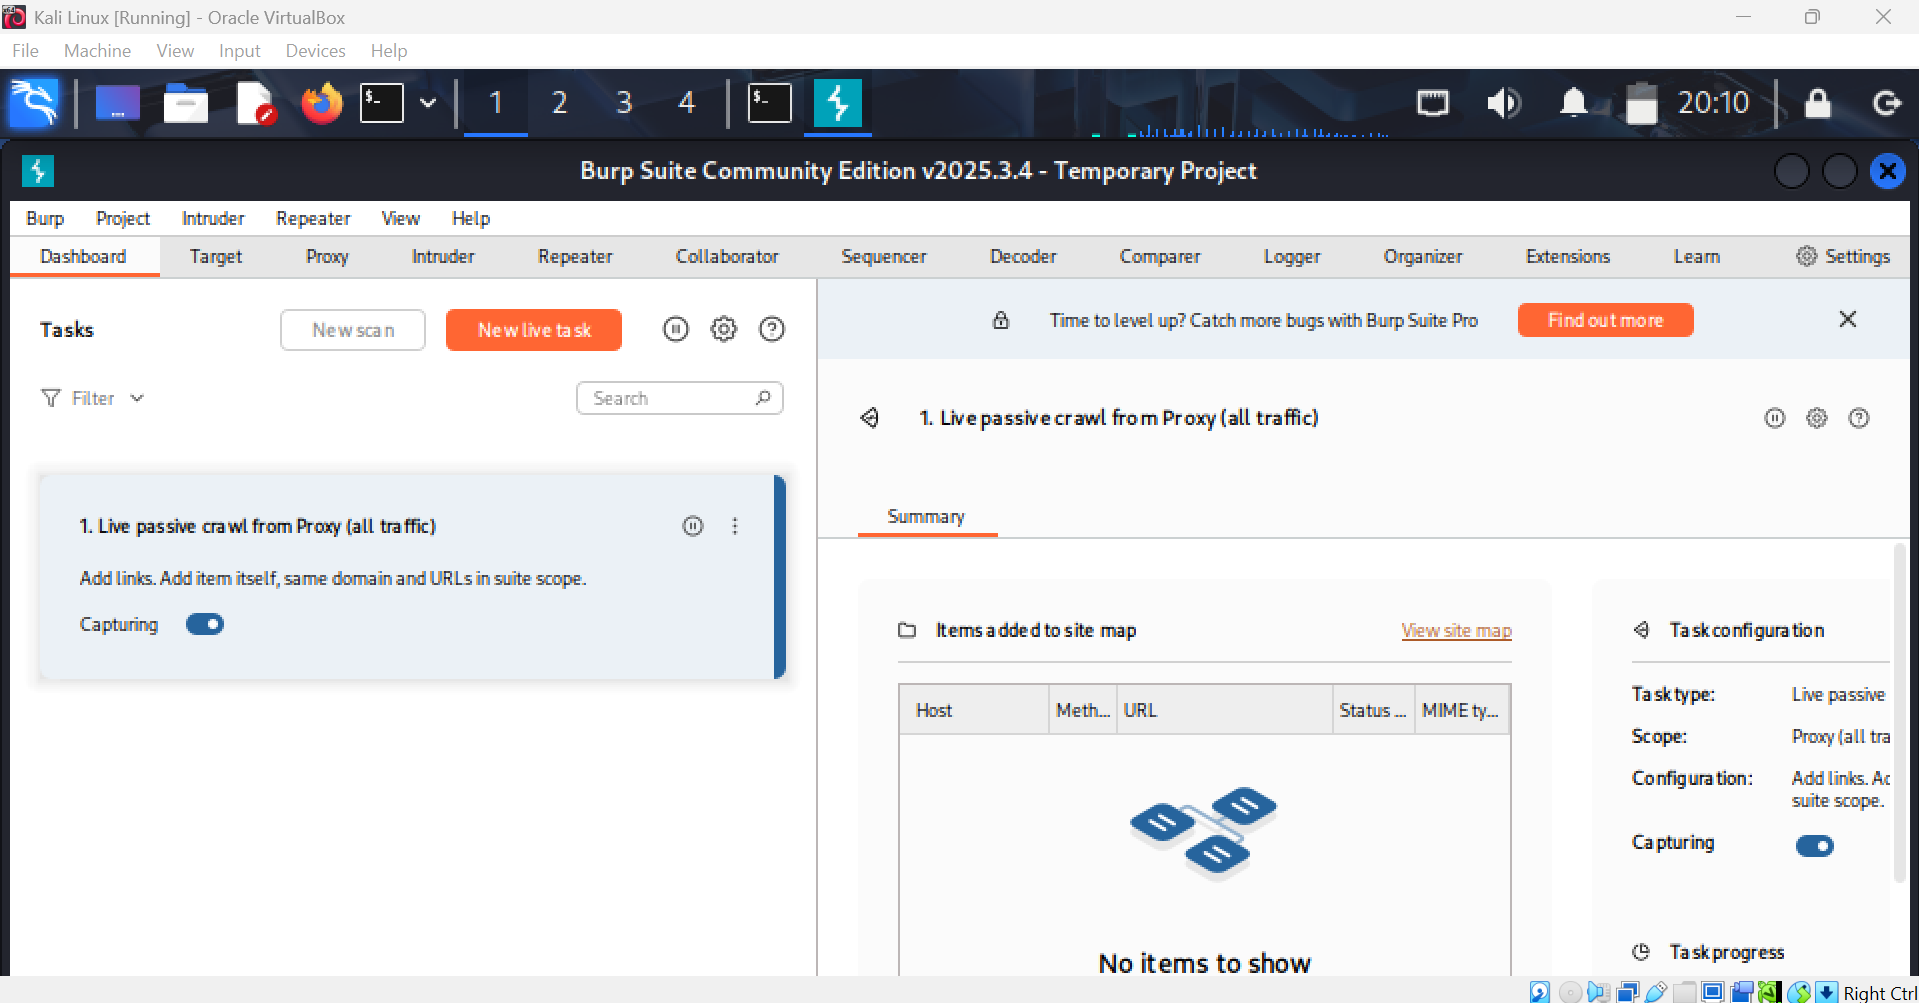 Kali Linux [Running] - Oracle VirtualBox
File Machine View Input Devices Help
$- 1 2 3 4 $- 20:10
Burp Suite Community Edition v2025.3.4 - Temporary Project
Burp Project Intruder Repeater View Help
Dashboard Target Proxy Intruder Repeater Collaborator Sequencer Decoder Comparer Logger Organizer Extensions Learn Settings
Tasks New scan New live task
Time to level up? Catch more bugs with Burp Suite Pro Find out more
Filter Search
1. Live passive crawl from Proxy (all traffic)
Summary
1. Live passive crawl from Proxy (all traffic)
Add links. Add item itself, same domain and URLs in suite scope.
Capturing
Items added to site map View site map
Host Meth... URL Status ... MIME ty...
No items to show
Task configuration
Task type: Live passive
Scope: Proxy (all tra
Configuration: Add links. Ac
suite scope.
Capturing
Task progress
Right Ctrl